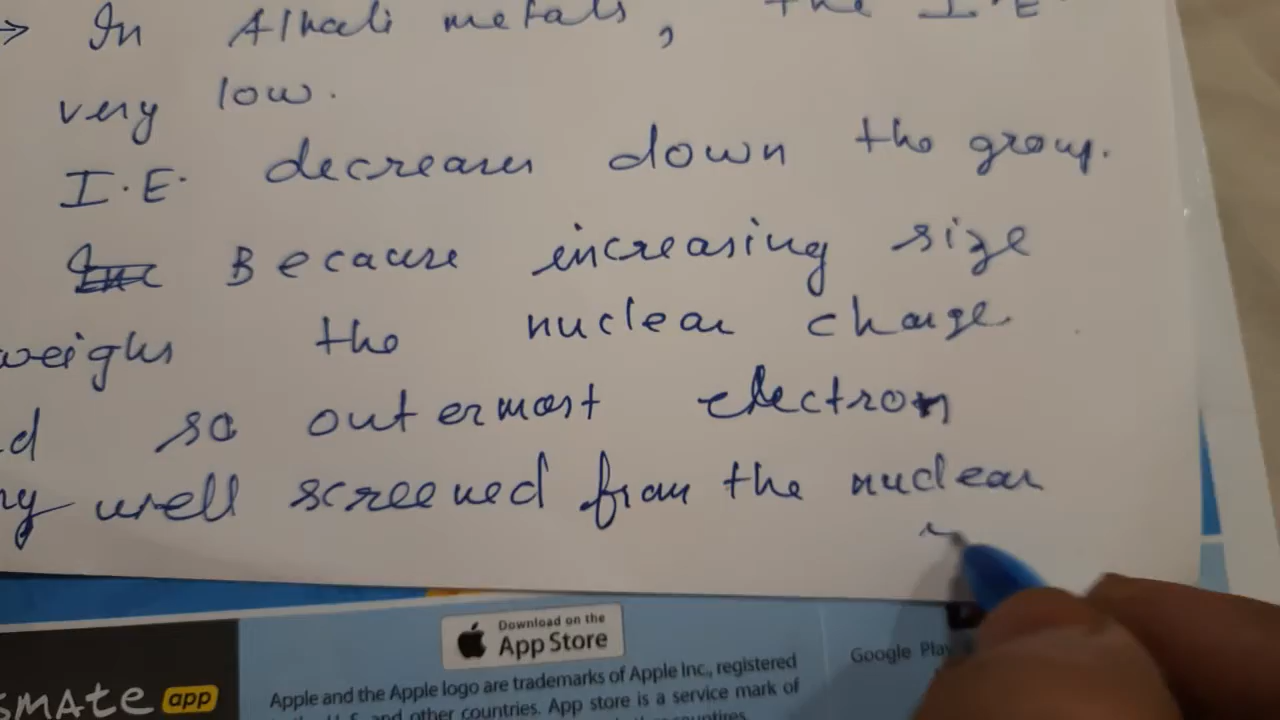 → In Alkali metals, the I.E.
very low.
I.E. decreases down the group.
Because increasing size
weighs the nuclear charge
d so outermost electron
ry well screened from the nuclear
Download on the
App Store
Google Play
SMATE app
Apple and the Apple logo are trademarks of Apple Inc., registered
and other countries. App store is a service mark of